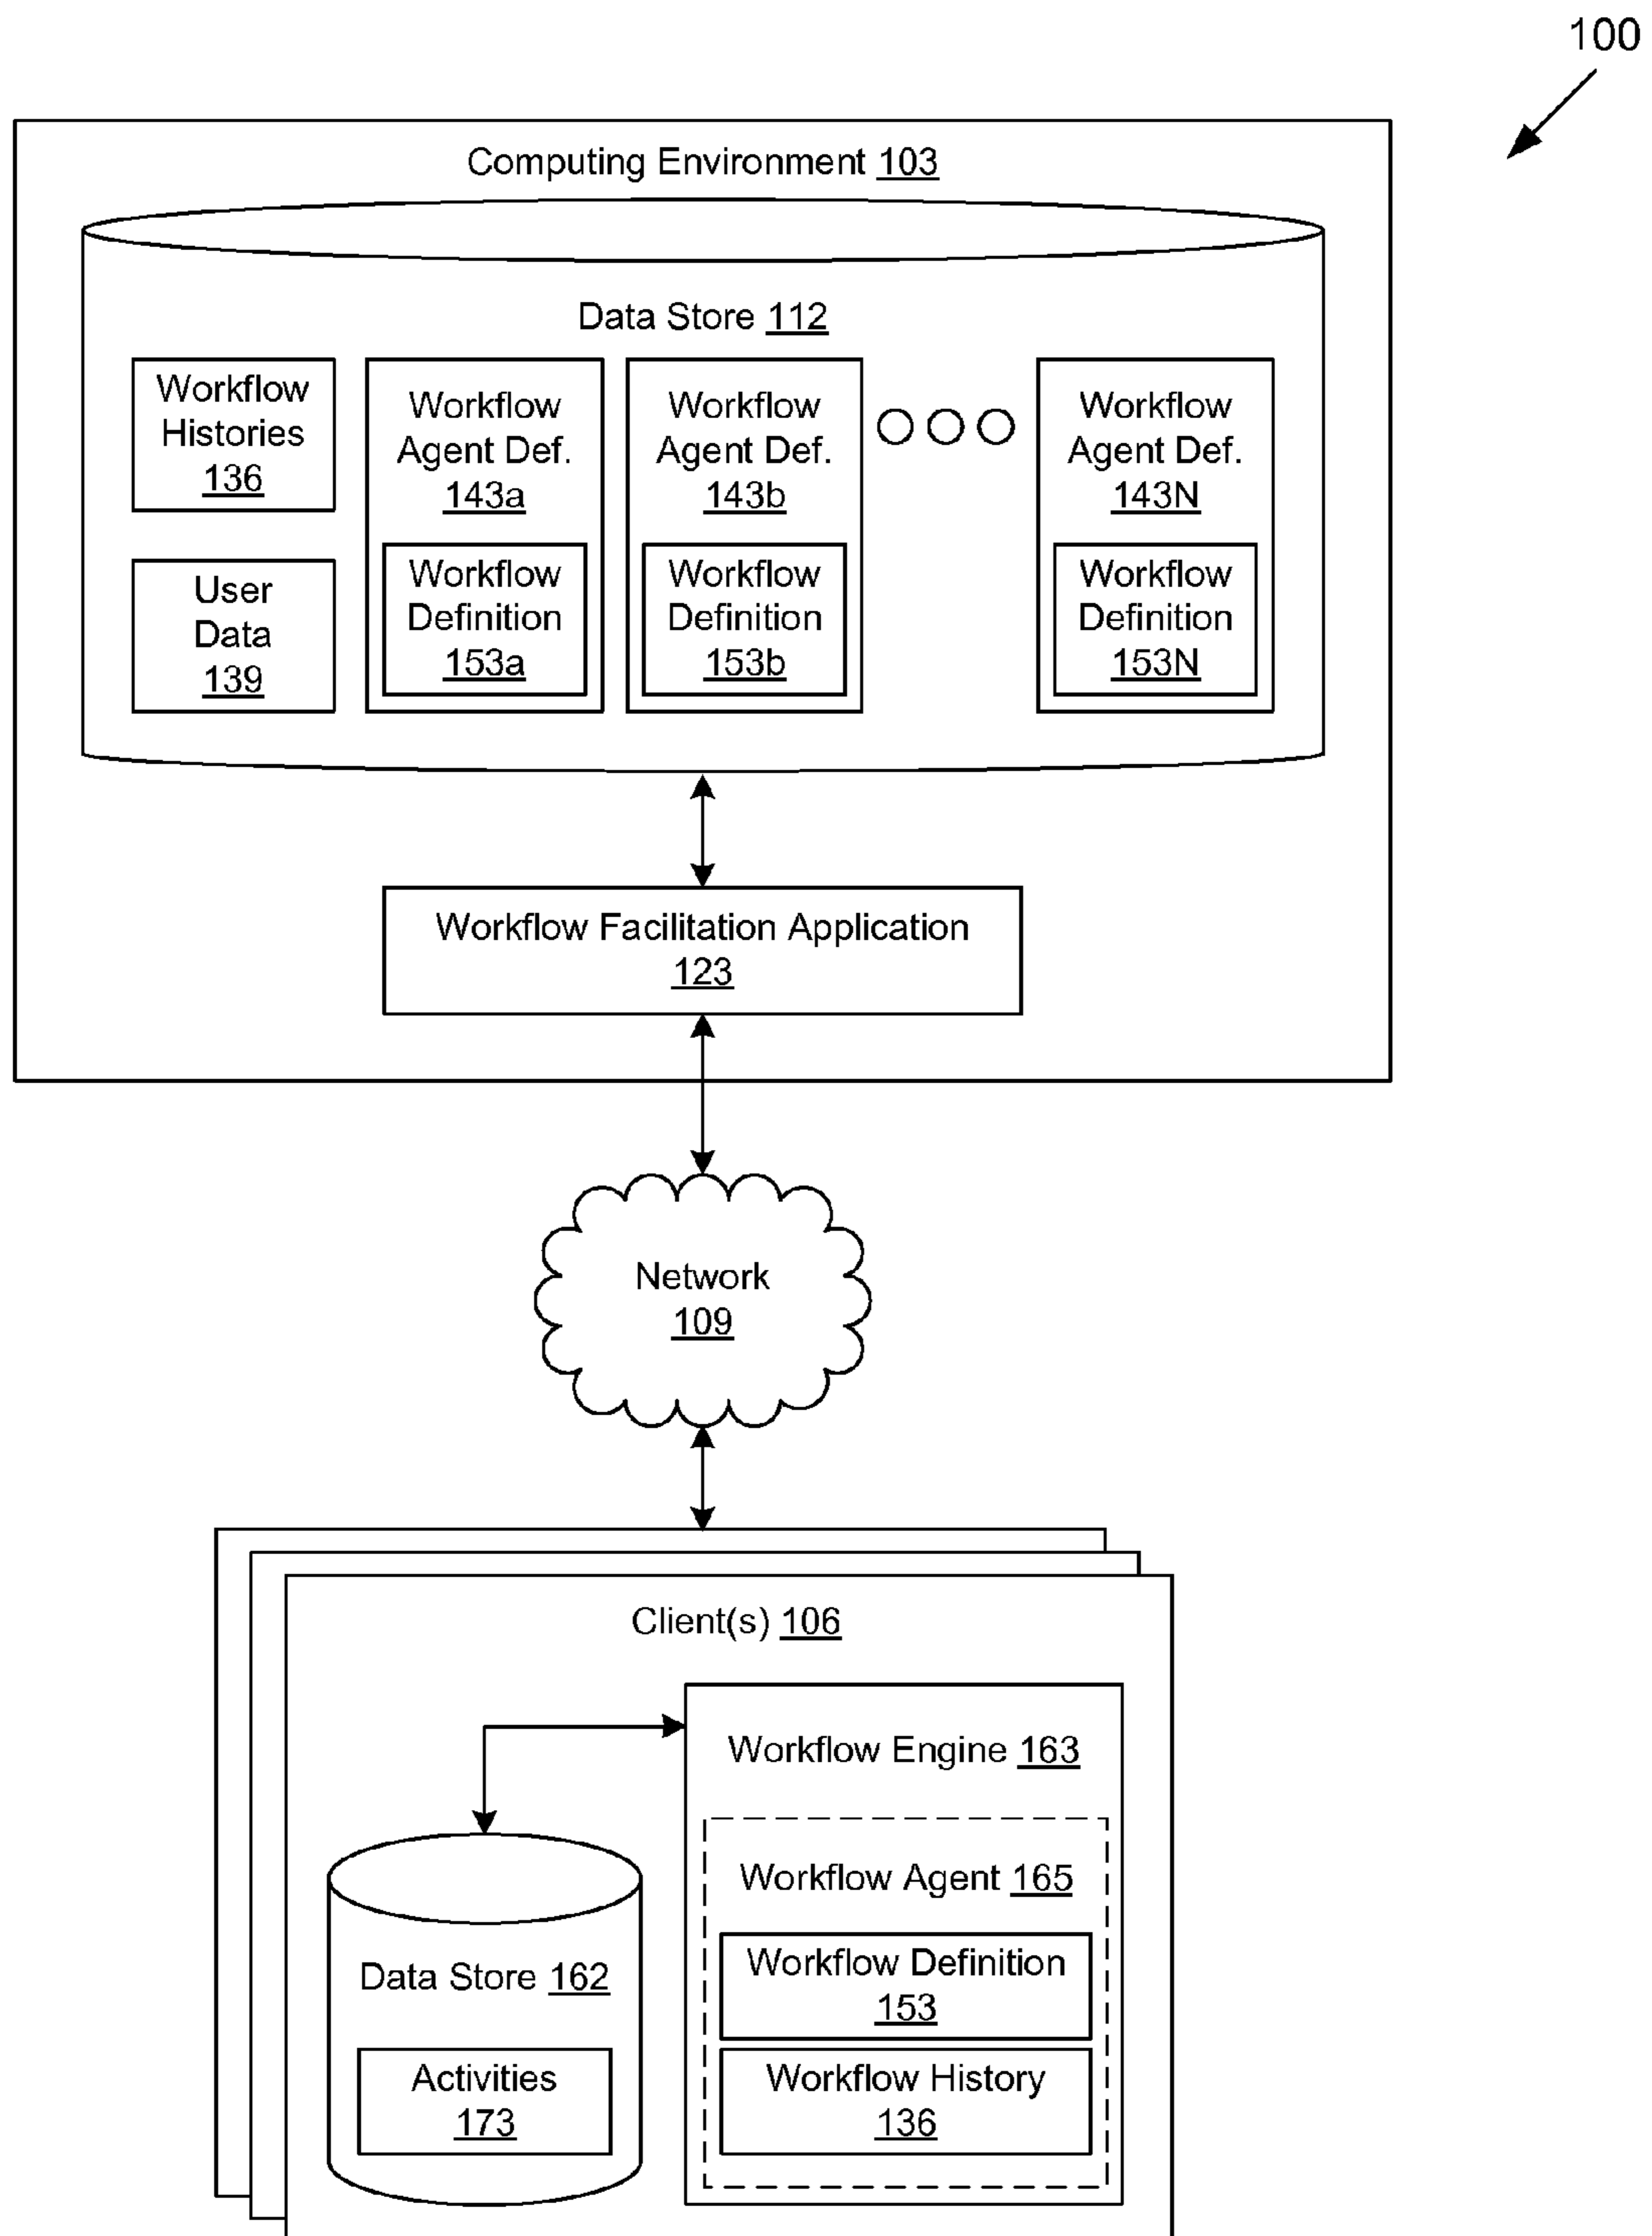 100
Computing Environment 103
Data Store 112
Workflow
Histories
136
User
Data
139
Workflow
Agent Def.
143a
Workflow
Definition
153a
Workflow
Agent Def.
143b
Workflow
Definition
153b
Workflow
Agent Def.
143N
Workflow
Definition
153N
Workflow Facilitation Application
123
Network
109
Client(s) 106
Workflow Engine 163
Workflow Agent 165
Workflow Definition
153
Workflow History
136
Data Store 162
Activities
173